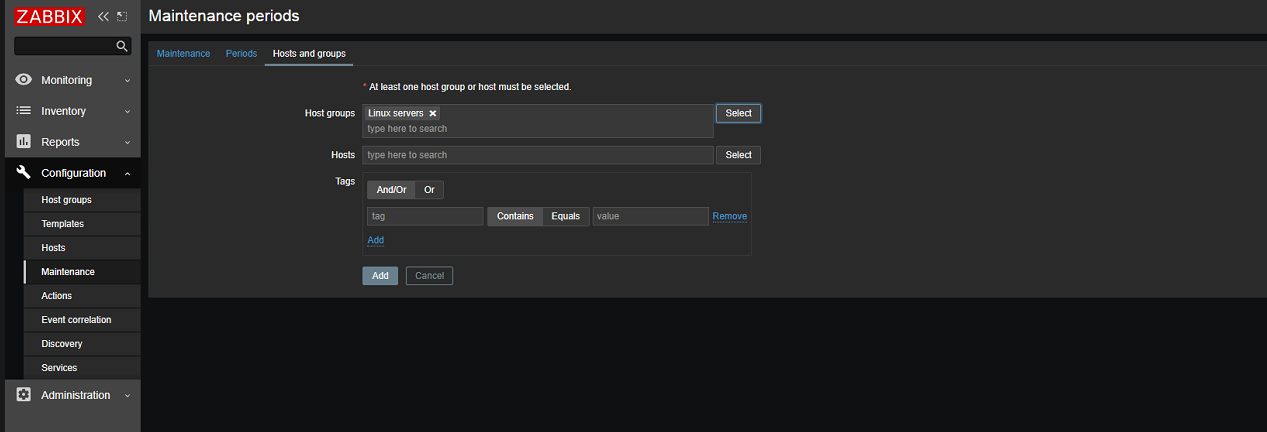 ZABBIX
Maintenance periods
Maintenance Periods Hosts and groups
* At least one host group or host must be selected.
Host groups Linux servers Select
type here to search
Hosts type here to search Select
Tags
And/Or Or
tag Contains Equals value Remove
Add
Add Cancel
Monitoring
Inventory
Reports
Configuration
Host groups
Templates
Hosts
Maintenance
Actions
Event correlation
Discovery
Services
Administration